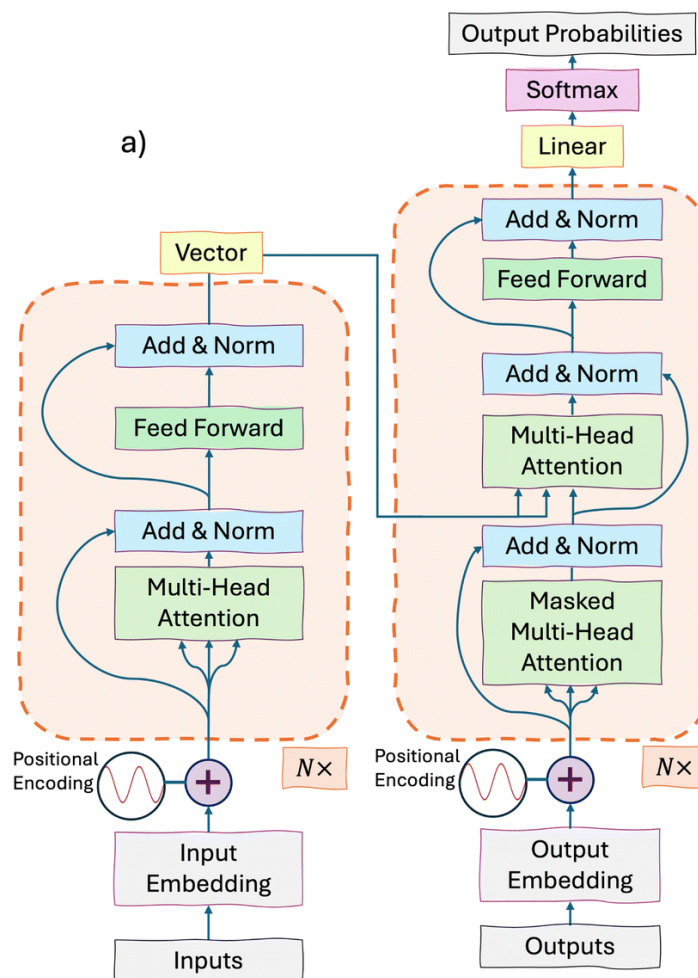 a)
Vector
Add & Norm
Feed Forward
Add & Norm
Multi-Head
Attention
Positional
Encoding
+
N×
Input
Embedding
Inputs
Output Probabilities
Softmax
Linear
Add & Norm
Feed Forward
Add & Norm
Multi-Head
Attention
Add & Norm
Masked
Multi-Head
Attention
Positional
Encoding
+
N×
Output
Embedding
Outputs